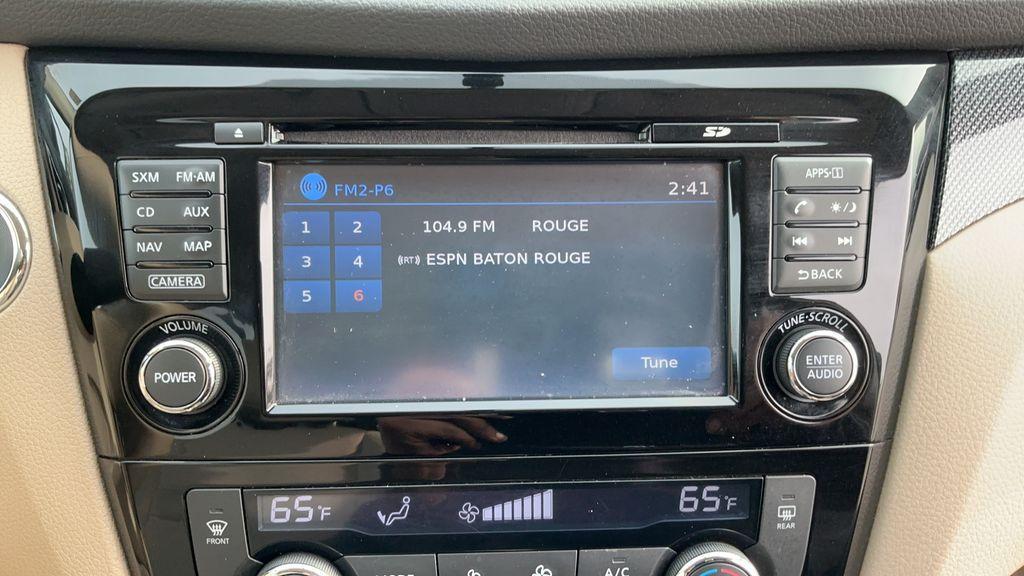 SD
SXM FM·AM
CD AUX
NAV MAP
CAMERA
VOLUME
POWER
FM2-P6 2:41
1 2 104.9 FM ROUGE
3 4 ((RT)) ESPN BATON ROUGE
5 6
Tune
APPS·i
BACK
TUNE·SCROLL
ENTER
AUDIO
65°F 65°F
FRONT
REAR
MODE
A/C